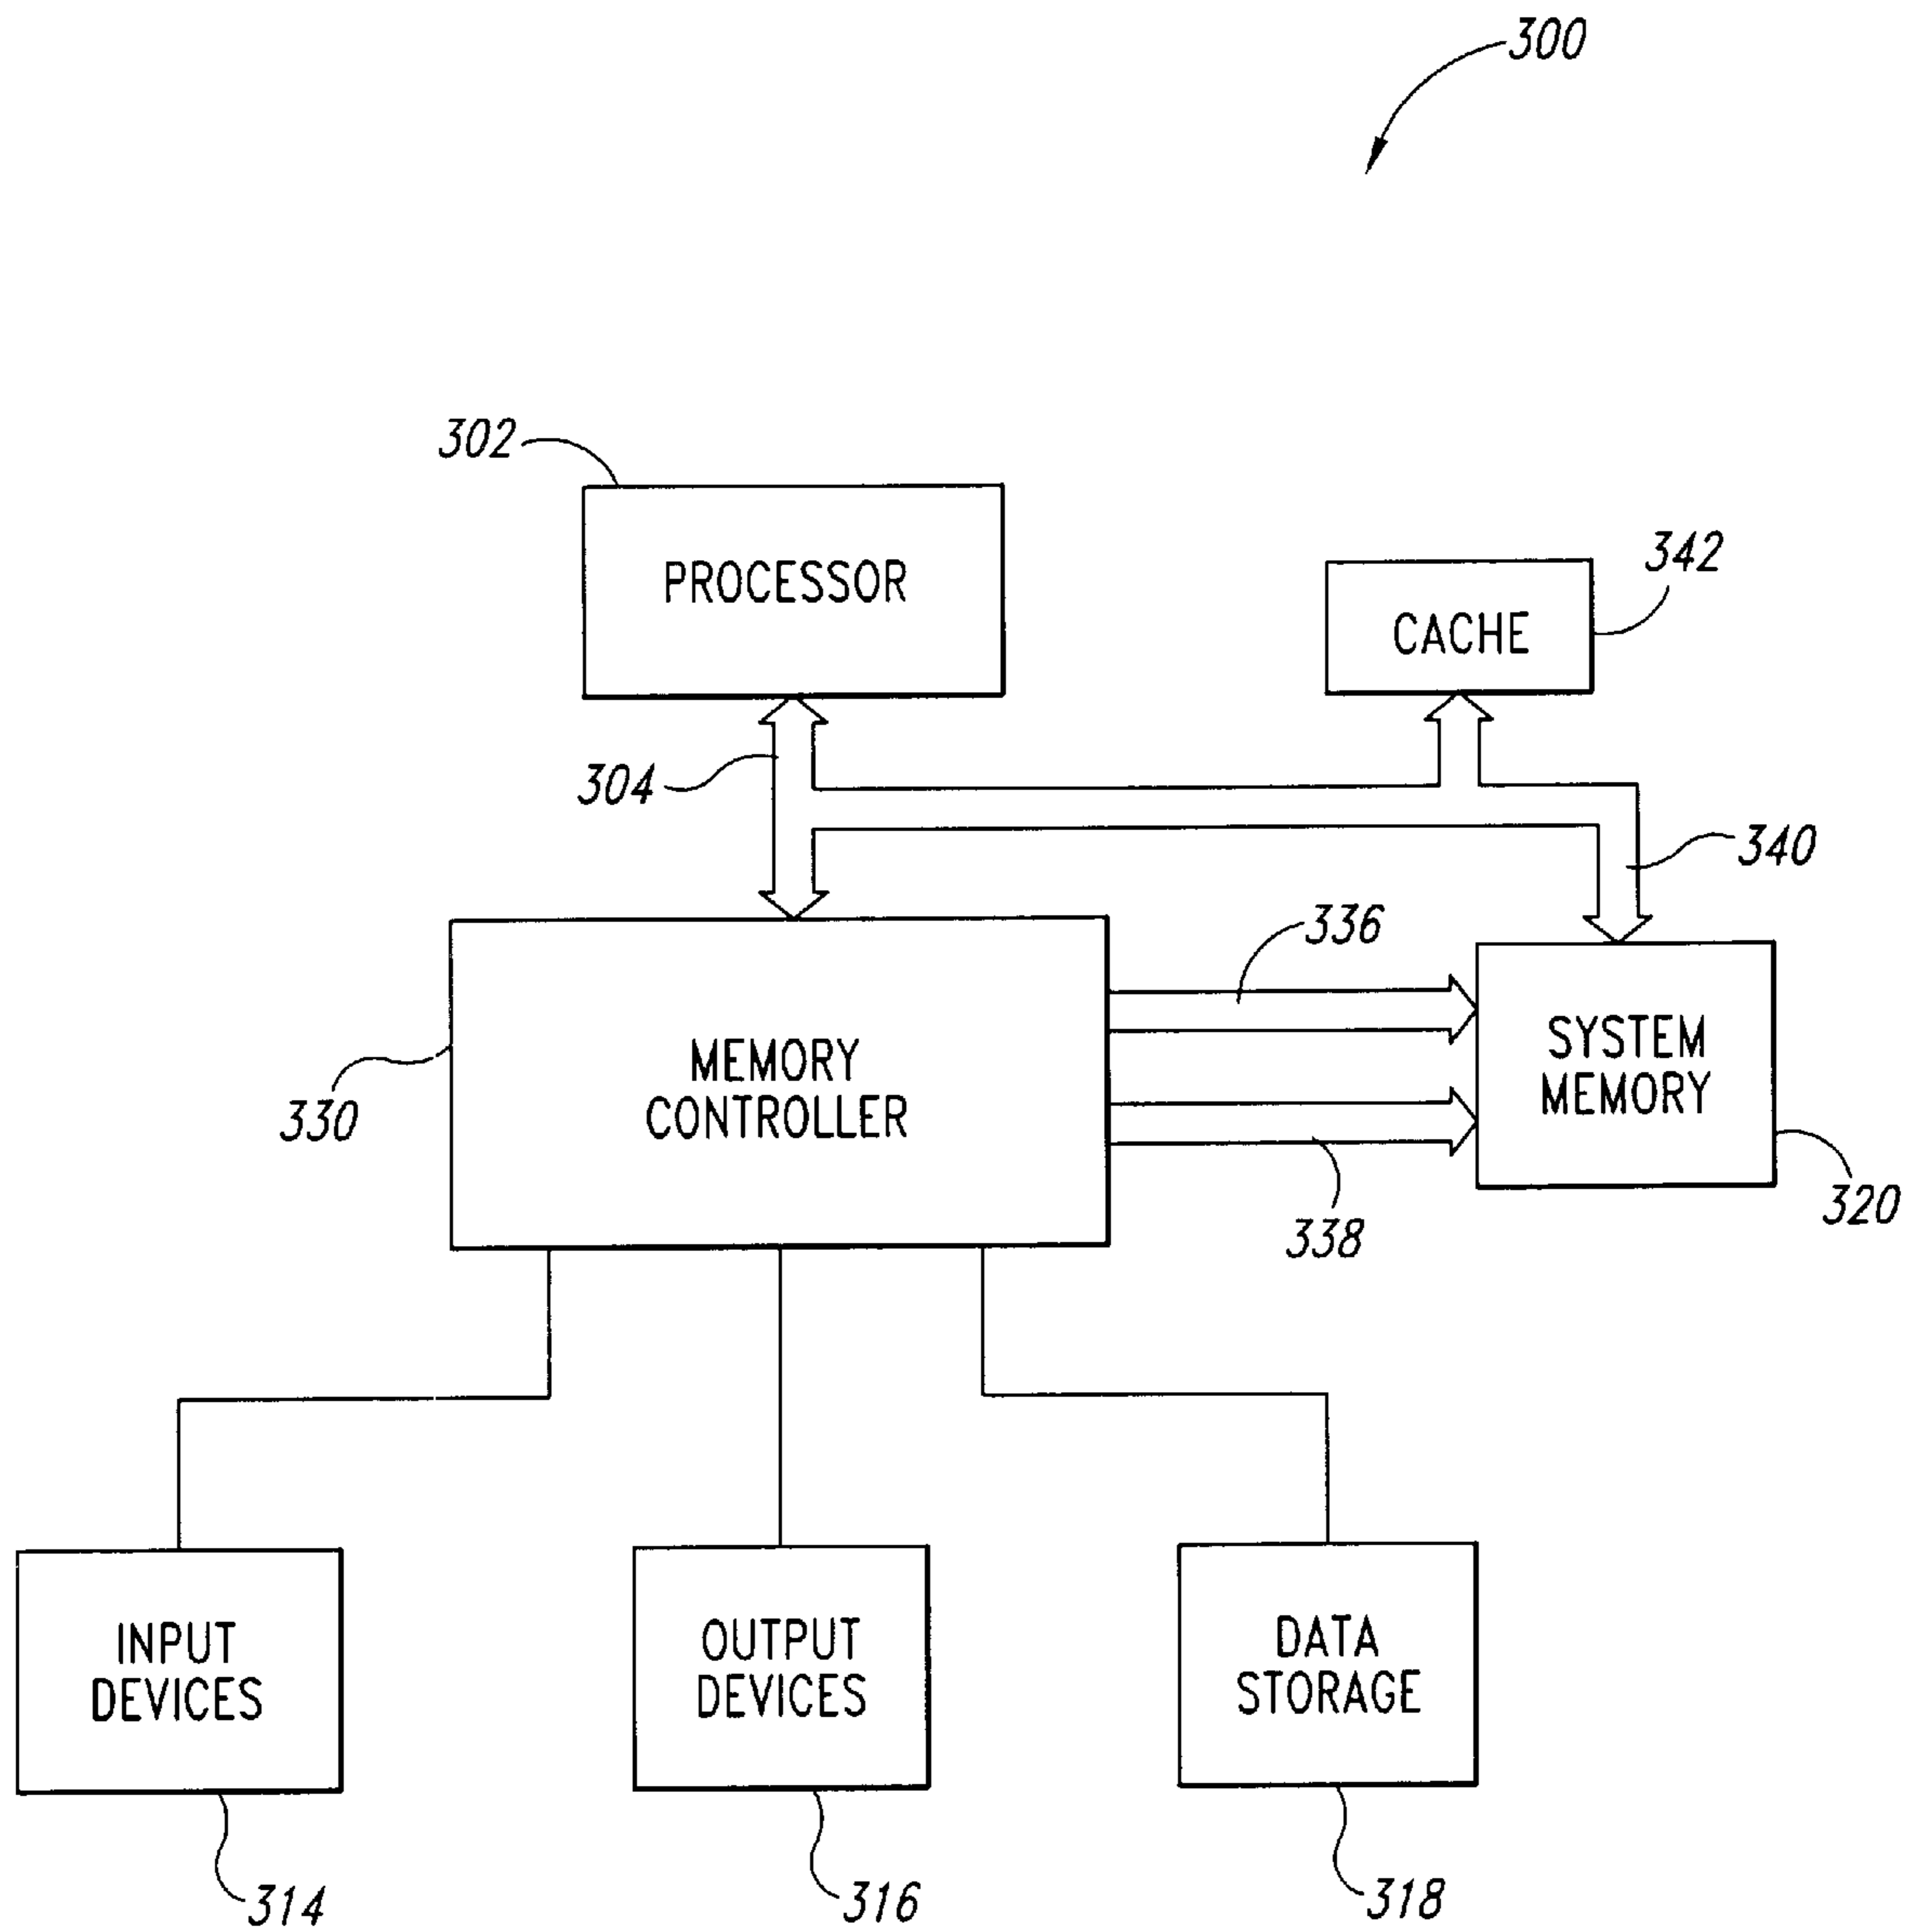 300
302
PROCESSOR
342
CACHE
304
340
336
SYSTEM
MEMORY
MEMORY
CONTROLLER
330
320
338
INPUT
DEVICES
OUTPUT
DEVICES
DATA
STORAGE
314
316
318